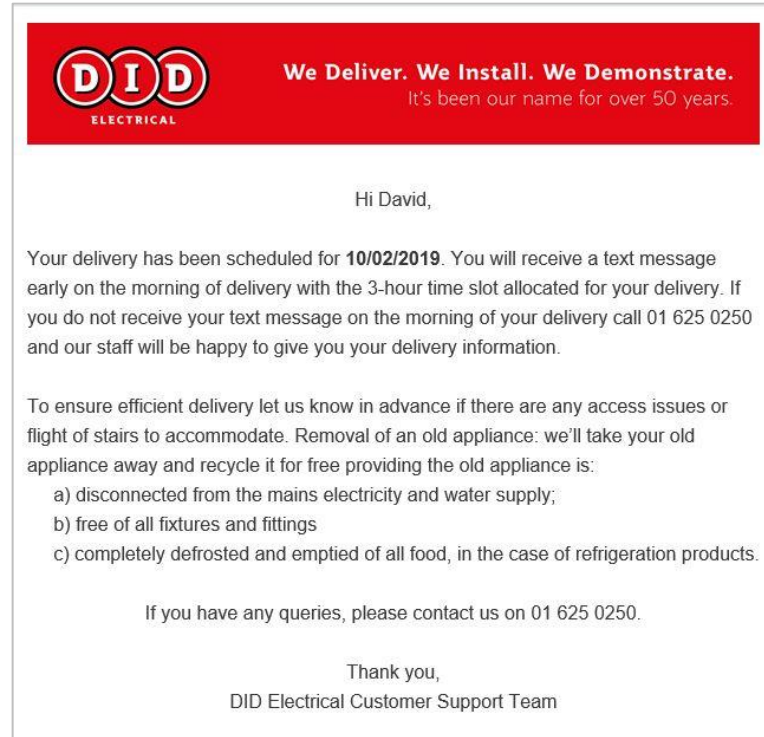 DID
ELECTRICAL
We Deliver. We Install. We Demonstrate.
It's been our name for over 50 years.
Hi David,
Your delivery has been scheduled for 10/02/2019. You will receive a text message
early on the morning of delivery with the 3-hour time slot allocated for your delivery. If
you do not receive your text message on the morning of your delivery call 01 625 0250
and our staff will be happy to give you your delivery information.
To ensure efficient delivery let us know in advance if there are any access issues or
flight of stairs to accommodate. Removal of an old appliance: we'll take your old
appliance away and recycle it for free providing the old appliance is:
a) disconnected from the mains electricity and water supply;
b) free of all fixtures and fittings
c) completely defrosted and emptied of all food, in the case of refrigeration products.
If you have any queries, please contact us on 01 625 0250.
Thank you,
DID Electrical Customer Support Team